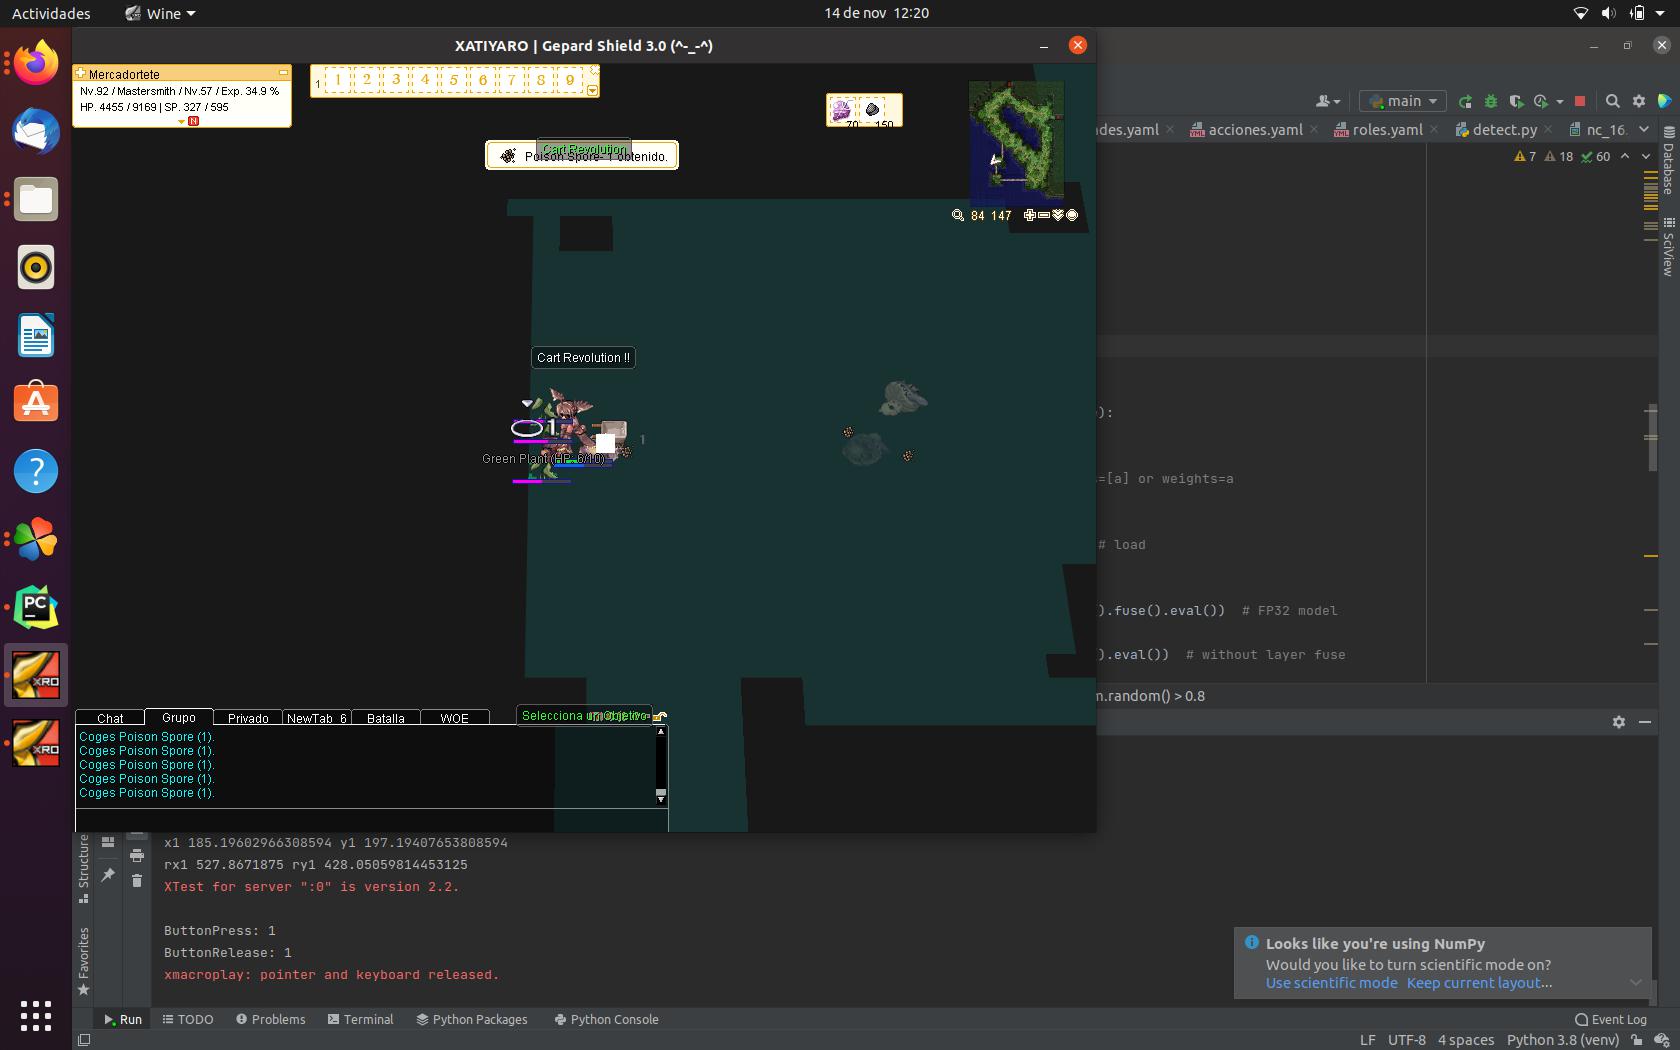 Actividades
Wine
14 de nov 12:20
XATIYARO | Gepard Shield 3.0 (^-_-^)
Mercadortete
Nv.92 / Mastersmith / Nv.57 / Exp. 34.9 %
HP. 4455 / 9169 | SP. 327 / 595
N
1
1 2 3 4 5 6 7 8 9
70 150
Cart Revolution
Poison Spore- 1 obtenido.
84 147
Cart Revolution !!
1
1
Green Plant (HP: 6/10)
Chat Grupo Privado NewTab_6 Batalla WOE
Selecciona un objetivo
Coges Poison Spore (1).
Coges Poison Spore (1).
Coges Poison Spore (1).
Coges Poison Spore (1).
Coges Poison Spore (1).
main
des.yaml acciones.yaml roles.yaml detect.py nc_16.
7 18 60
Database
SciView
):
=[a] or weights=a
# load
).fuse().eval()) # FP32 model
).eval()) # without layer fuse
m.random() > 0.8
x1 185.19602966308594 y1 197.19407653808594
rx1 527.8671875 ry1 428.05059814453125
XTest for server ":0" is version 2.2.
ButtonPress: 1
ButtonRelease: 1
xmacroplay: pointer and keyboard released.
Structure
Favorites
Looks like you're using NumPy
Would you like to turn scientific mode on?
Use scientific mode Keep current layout...
Run TODO Problems Terminal Python Packages Python Console
Event Log
LF UTF-8 4 spaces Python 3.8 (venv)
PC
XRO
XRO